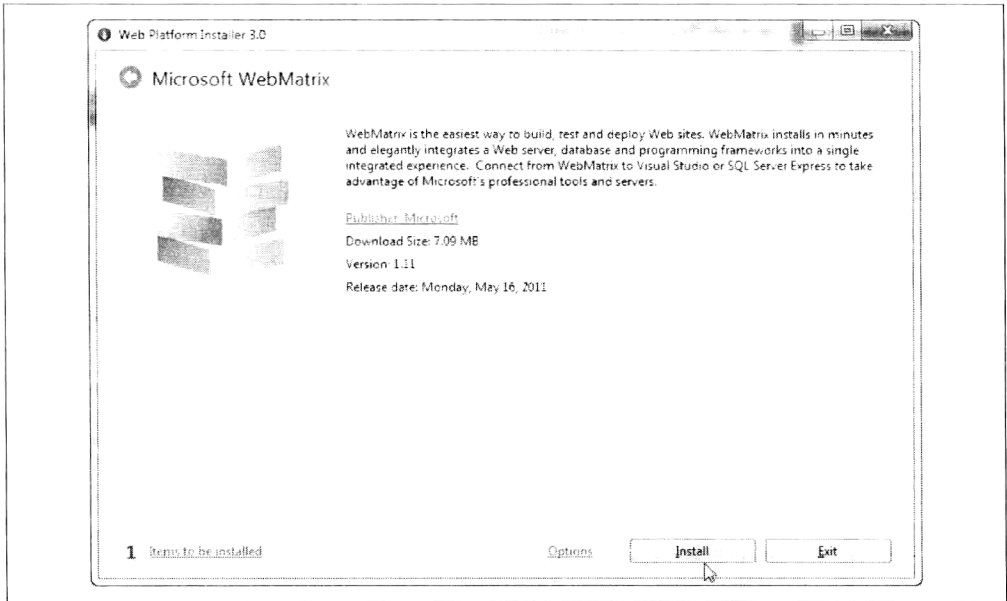 Web Platform Installer 3.0
Microsoft WebMatrix
WebMatrix is the easiest way to build, test and deploy Web sites. WebMatrix installs in minutes
and elegantly integrates a Web server, database and programming frameworks into a single
integrated experience. Connect from WebMatrix to Visual Studio or SQL Server Express to take
advantage of Microsoft's professional tools and servers.
Publisher: Microsoft
Download Size: 7.09 MB
Version: 1.11
Release date: Monday, May 16, 2011
1 Items to be installed
Options
Install
Exit